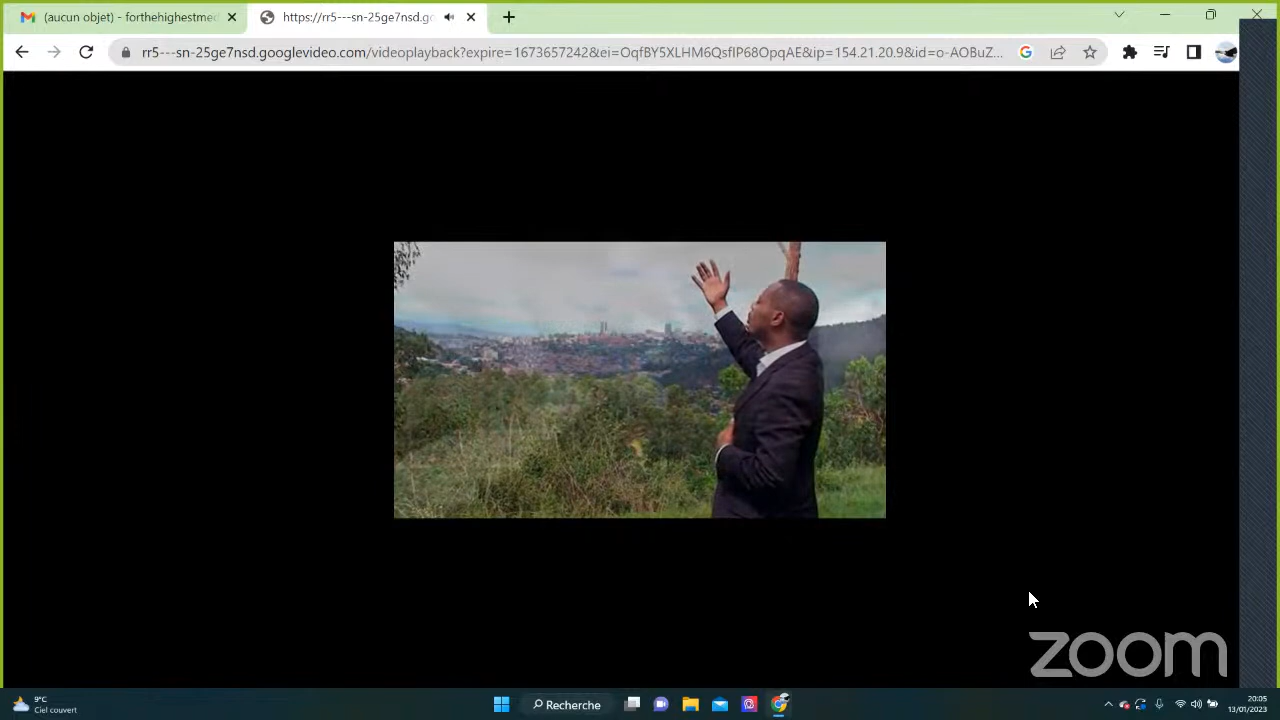 (aucun objet) - forthehighestmed
https://rr5---sn-25ge7nsd.go
rr5---sn-25ge7nsd.googlevideo.com/videoplayback?expire=1673657242&ei=OqfBY5XLHM6QsfIP68OpqAE&ip=154.21.20.9&id=o-AOBuZ...
zoom
9°C
Ciel couvert
Recherche
20:05
13/01/2023